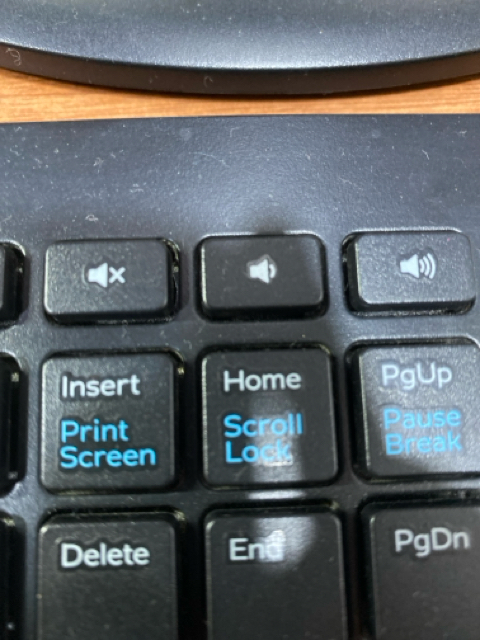 Insert
Home
PgUp
Print
Screen
Scroll
Lock
Pause
Break
Delete
End
PgDn